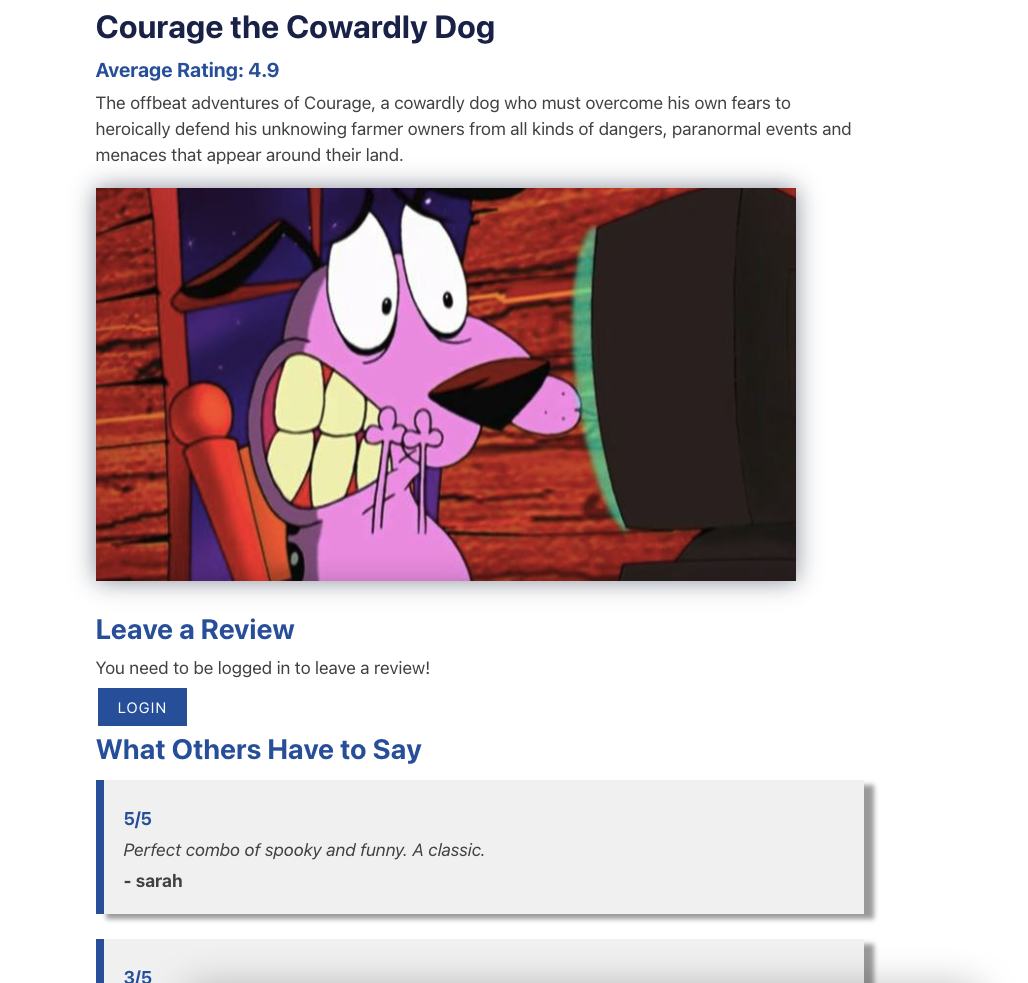 Courage the Cowardly Dog
Average Rating: 4.9
The offbeat adventures of Courage, a cowardly dog who must overcome his own fears to
heroically defend his unknowing farmer owners from all kinds of dangers, paranormal events and
menaces that appear around their land.
Leave a Review
You need to be logged in to leave a review!
LOGIN
What Others Have to Say
5/5
Perfect combo of spooky and funny. A classic.
- sarah
3/5